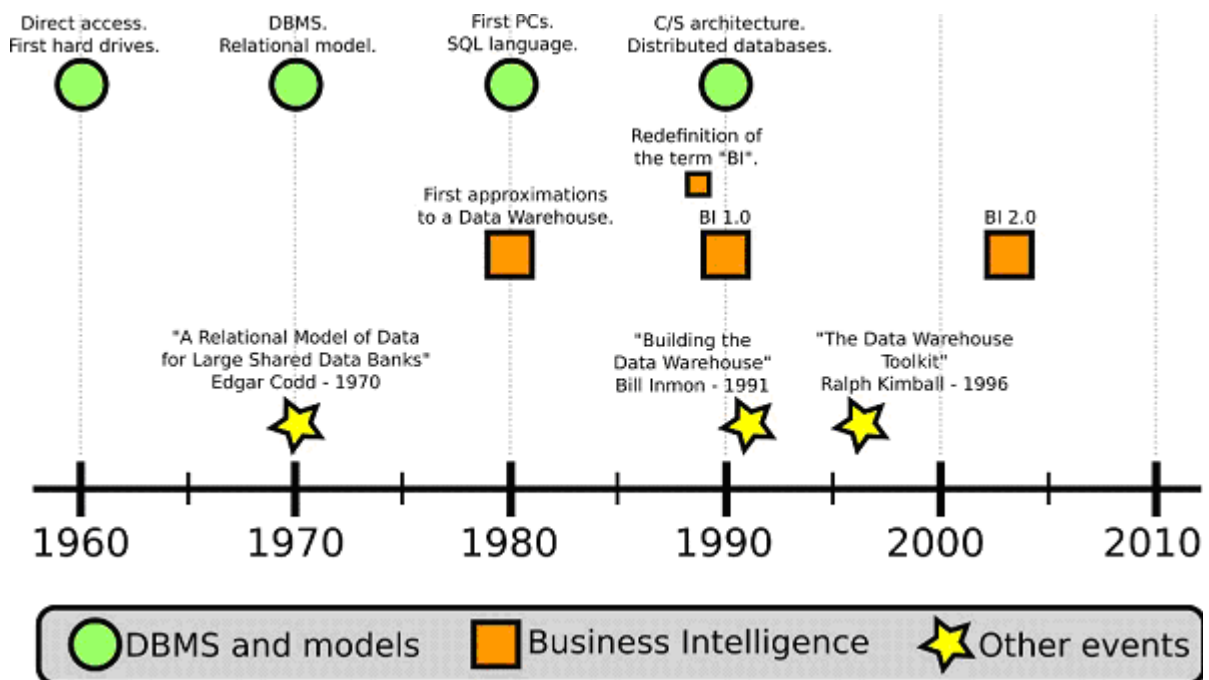 Direct access.
First hard drives.
DBMS.
Relational model.
First PCs.
SQL language.
C/S architecture.
Distributed databases.
Redefinition of
the term "BI".
First approximations
to a Data Warehouse.
BI 1.0
BI 2.0
"A Relational Model of Data
for Large Shared Data Banks"
Edgar Codd - 1970
"Building the
Data Warehouse"
Bill Inmon - 1991
"The Data Warehouse
Toolkit"
Ralph Kimball - 1996
1960
1970
1980
1990
2000
2010
DBMS and models
Business Intelligence
Other events